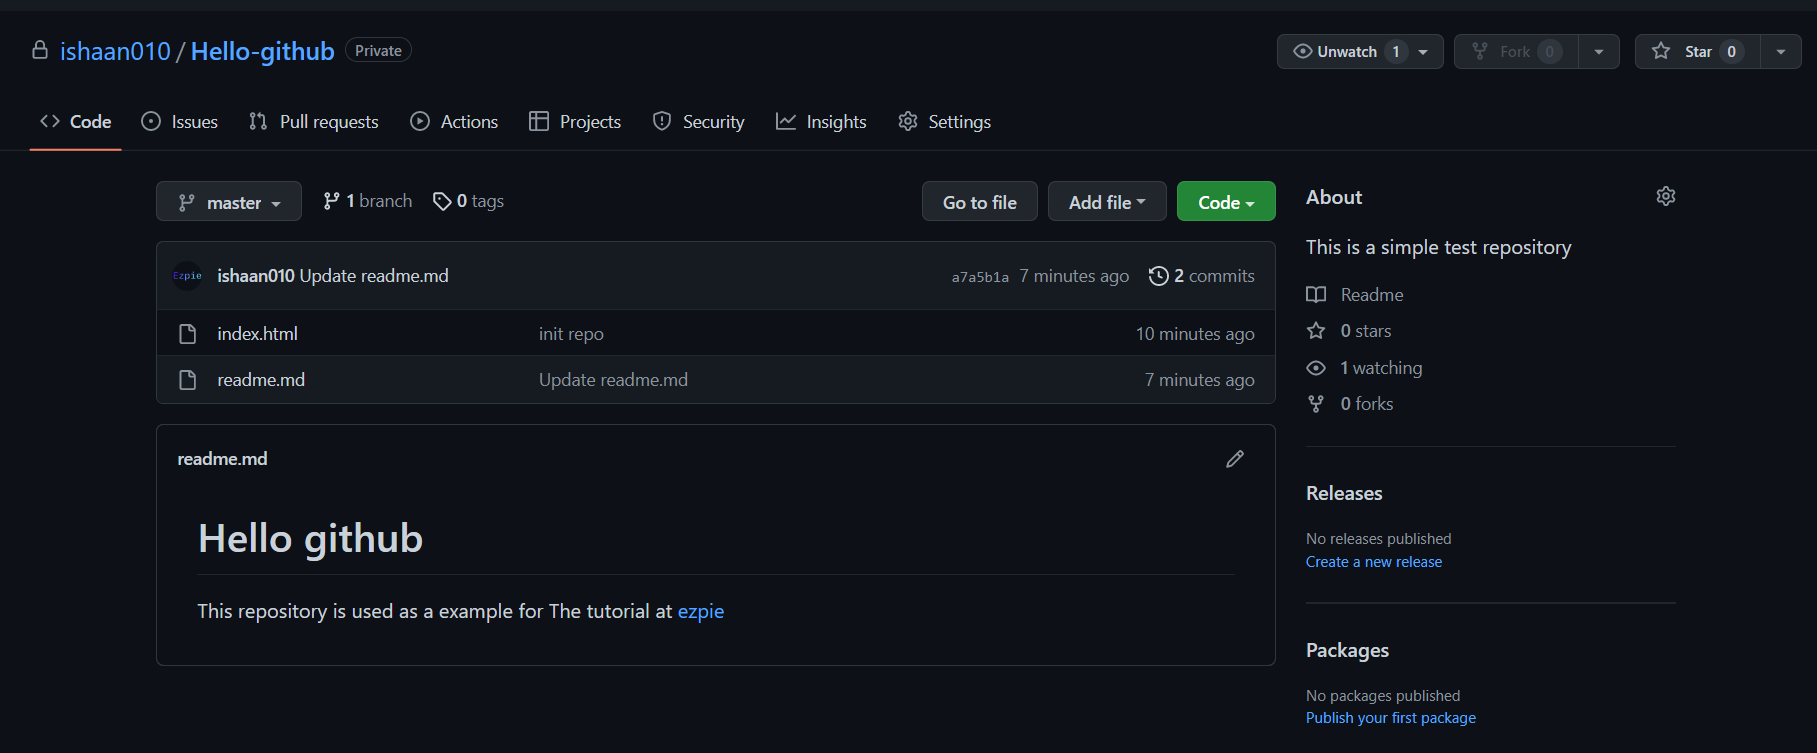 ishaan010 / Hello-github Private
Unwatch 1 Fork 0 Star 0
Code Issues Pull requests Actions Projects Security Insights Settings
master 1 branch 0 tags Go to file Add file Code
Ezpie ishaan010 Update readme.md a7a5b1a 7 minutes ago 2 commits
index.html init repo 10 minutes ago
readme.md Update readme.md 7 minutes ago
readme.md
Hello github
This repository is used as a example for The tutorial at ezpie
About
This is a simple test repository
Readme
0 stars
1 watching
0 forks
Releases
No releases published
Create a new release
Packages
No packages published
Publish your first package